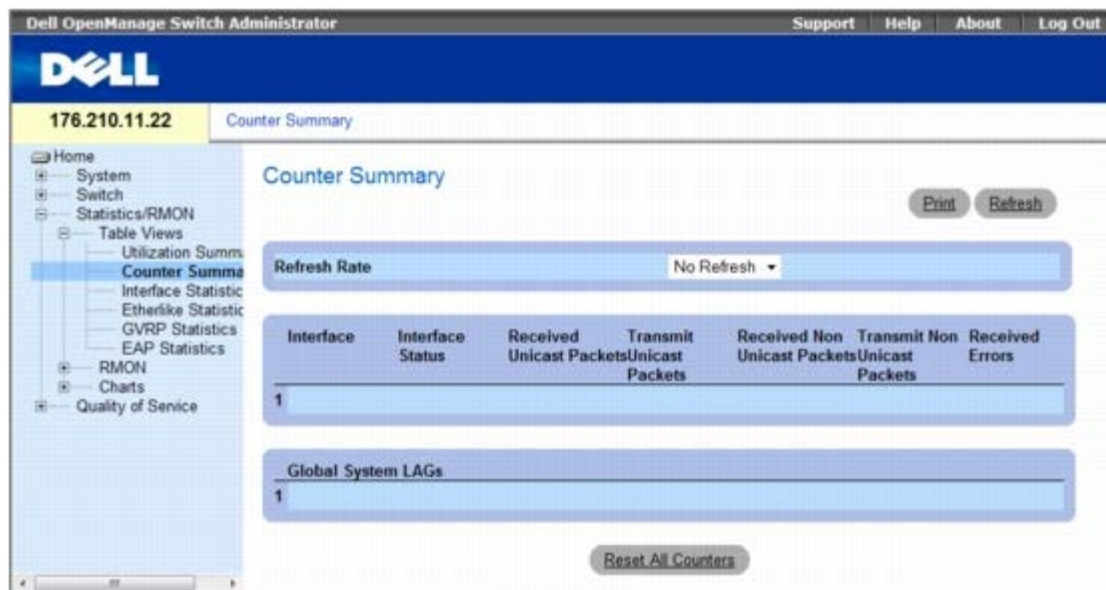 Dell OpenManage Switch Administrator
Support Help About Log Out
DELL
176.210.11.22
Counter Summary
Home
System
Switch
Statistics/RMON
Table Views
Utilization Summ
Counter Summa
Interface Statistic
Etherlike Statistic
GVRP Statistics
EAP Statistics
RMON
Charts
Quality of Service
Counter Summary
Print Refresh
Refresh Rate No Refresh
Interface Interface Status Received Unicast Packets Transmit Unicast Packets Received Non Unicast Packets Transmit Non Unicast Packets Received Errors
1
Global System LAGs
1
Reset All Counters